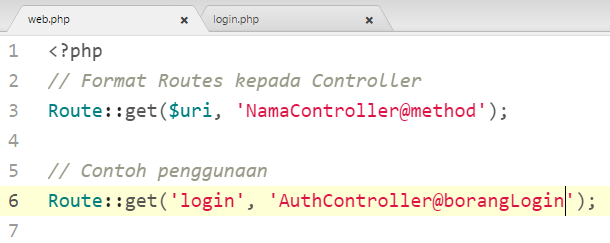 web.php × login.php ×
1 <?php
2 // Format Routes kepada Controller
3 Route::get($uri, 'NamaController@method');
4
5 // Contoh penggunaan
6 Route::get('login', 'AuthController@borangLogin');
7